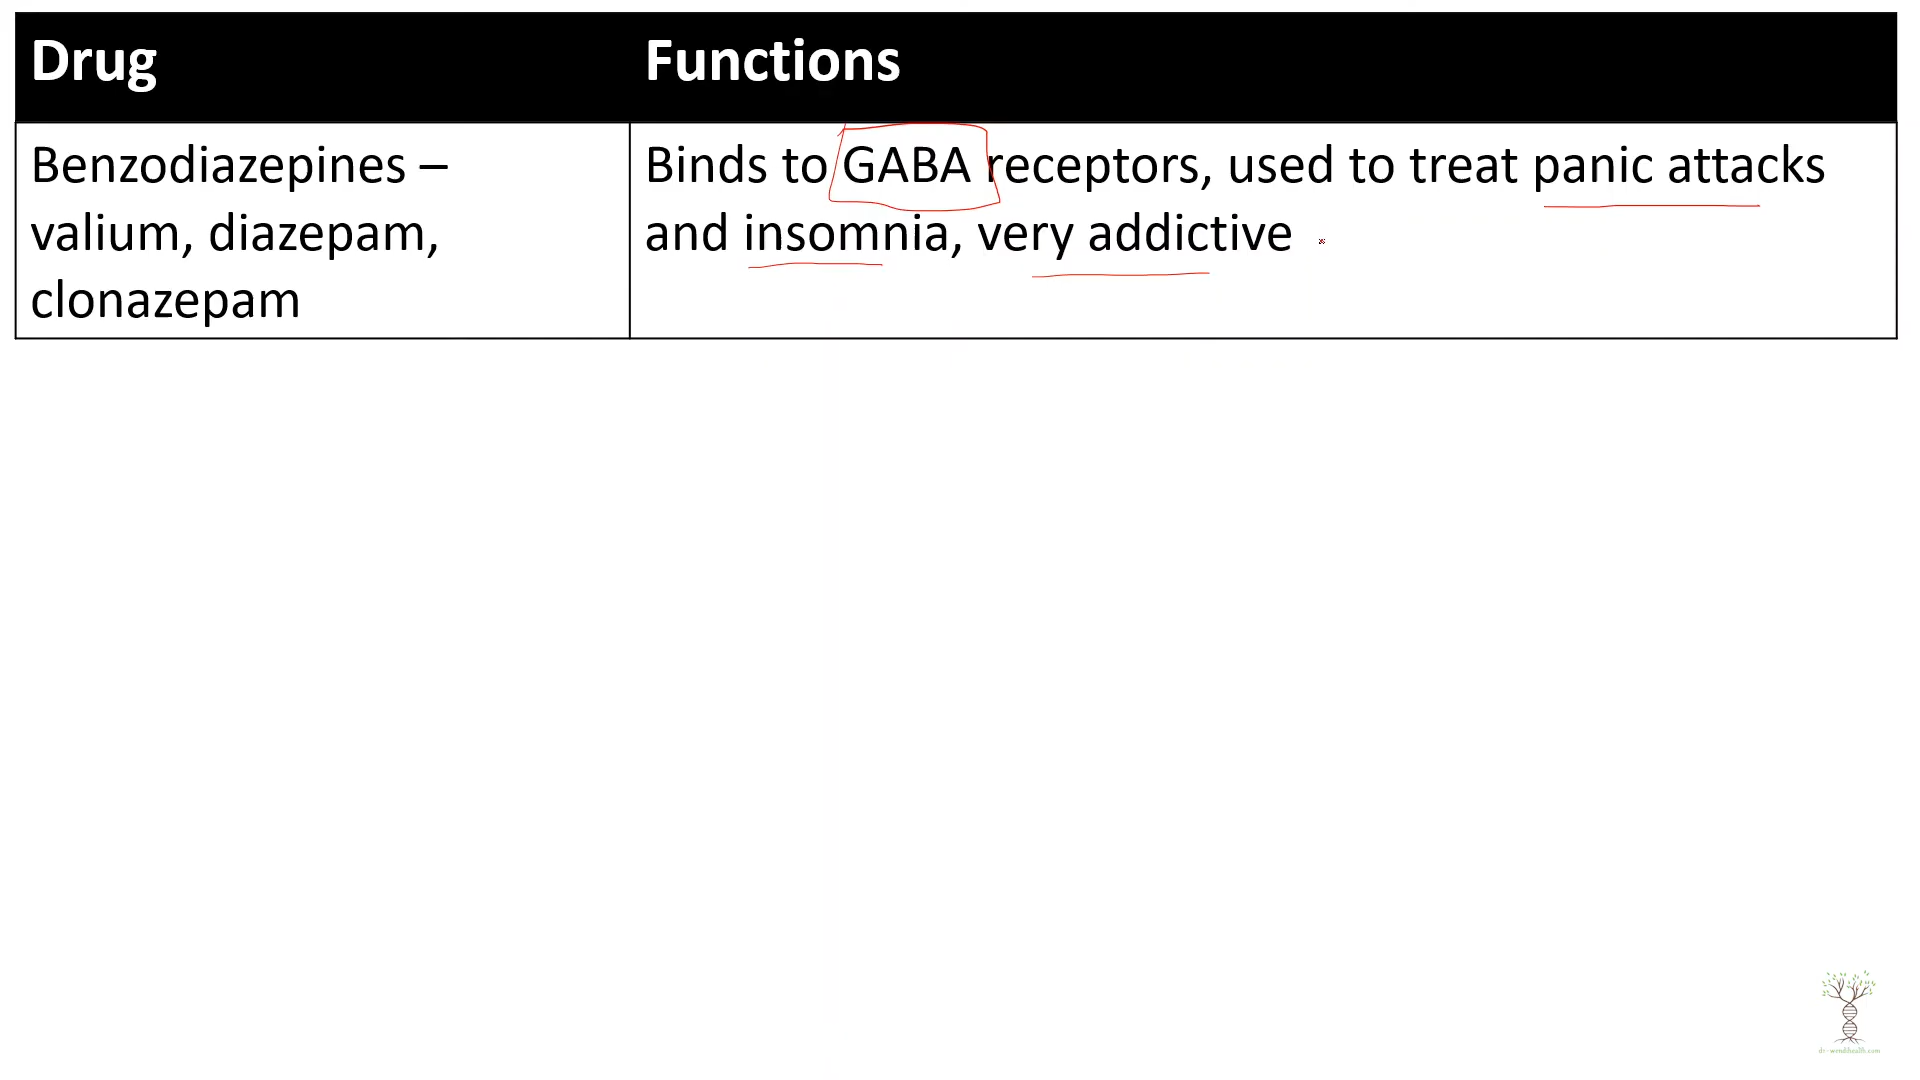 Drug
Functions
Benzodiazepines –
valium, diazepam,
clonazepam
Binds to GABA receptors, used to treat panic attacks
and insomnia, very addictive